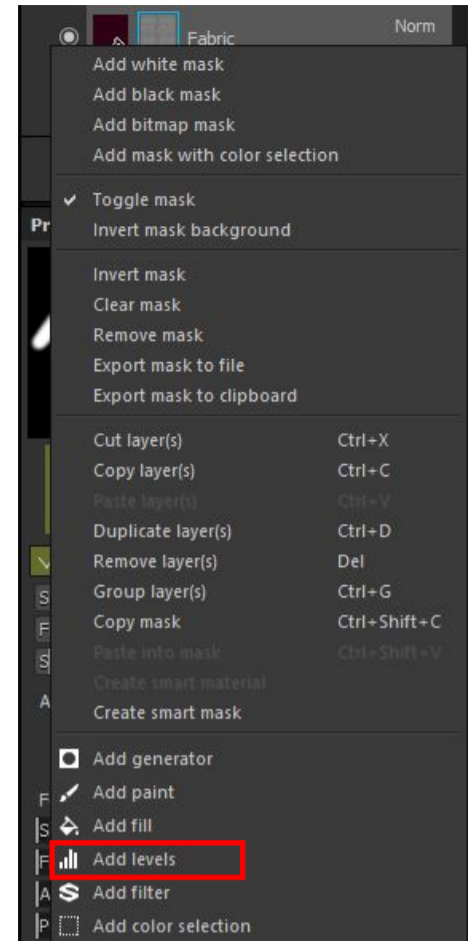 Fabric Norm
Add white mask
Add black mask
Add bitmap mask
Add mask with color selection
Toggle mask
Pr
Invert mask background
Invert mask
Clear mask
Remove mask
Export mask to file
Export mask to clipboard
Cut layer(s) Ctrl+X
Copy layer(s) Ctrl+C
Paste layer(s) Ctrl+V
Duplicate layer(s) Ctrl+D
Remove layer(s) Del
S Group layer(s) Ctrl+G
F Copy mask Ctrl+Shift+C
S Paste into mask Ctrl+Shift+V
Create smart material
A Create smart mask
Add generator
F Add paint
S Add fill
F Add levels
A Add filter
P Add color selection